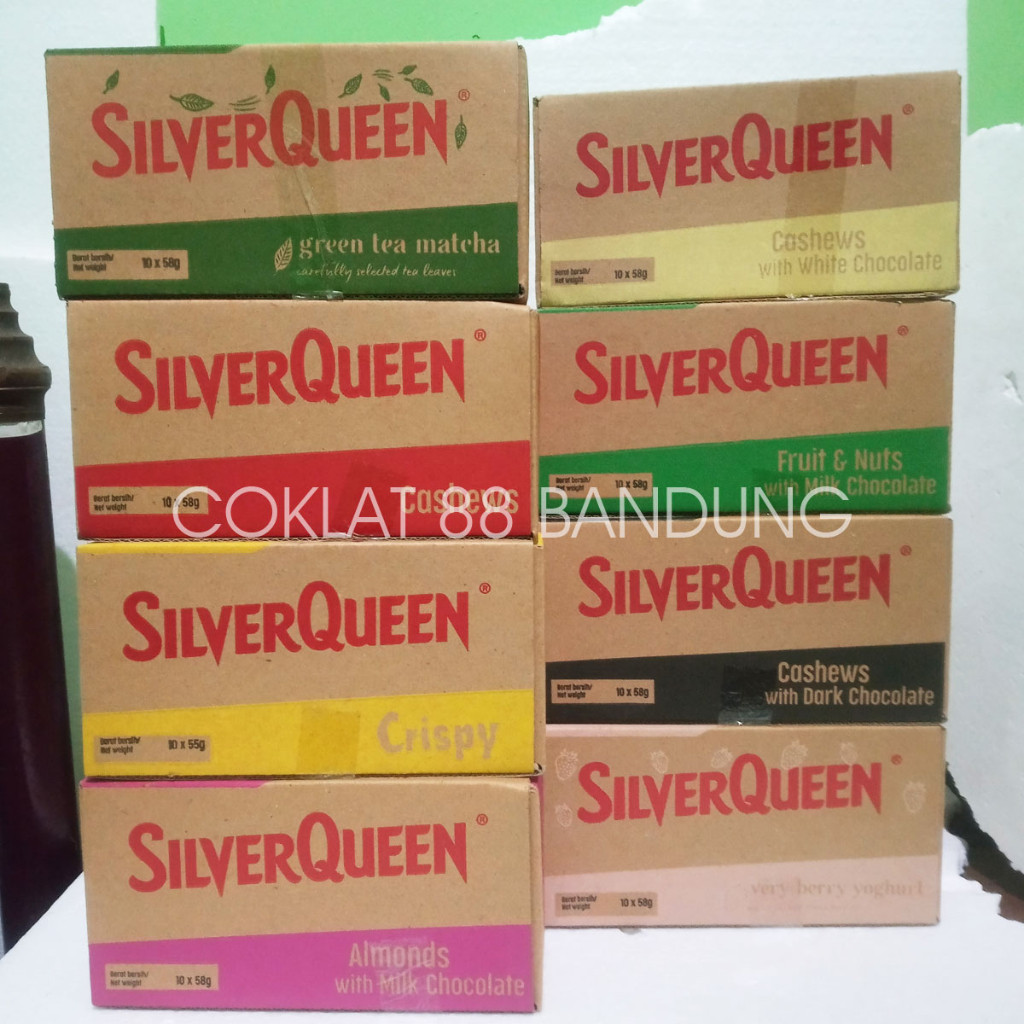 SILVERQUEEN®
green tea matcha
carefully selected tea leaves
Berat bersih/
Net weight
10 x 58g
SILVERQUEEN®
Cashews
with White Chocolate
Berat bersih/
Net weight
10 x 58g
SILVERQUEEN®
Cashews
Berat bersih/
Net weight
10 x 58g
SILVERQUEEN®
Fruit & Nuts
with Milk Chocolate
Berat bersih/
Net weight
10 x 58g
COKLAT 88 BANDUNG
SILVERQUEEN®
Crispy
Berat bersih/
Net weight
10 x 55g
SILVERQUEEN®
Cashews
with Dark Chocolate
Berat bersih/
Net weight
10 x 58g
SILVERQUEEN®
Almonds
with Milk Chocolate
Berat bersih/
Net weight
10 x 58g
SILVERQUEEN®
very berry yoghurt
Berat bersih/
Net weight
10 x 58g